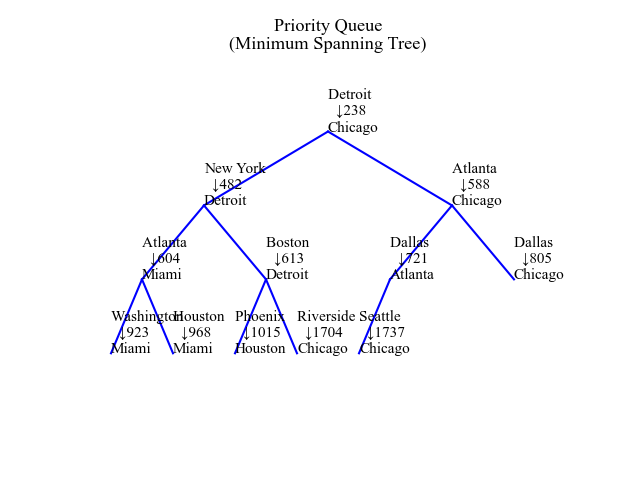 Priority Queue
(Minimum Spanning Tree)
Detroit
↓238
Chicago
New York
↓482
Detroit
Atlanta
↓588
Chicago
Atlanta
↓604
Miami
Boston
↓613
Detroit
Dallas
↓721
Atlanta
Dallas
↓805
Chicago
Washington
↓923
Miami
Houston
↓968
Miami
Phoenix
↓1015
Houston
Riverside
↓1704
Chicago
Seattle
↓1737
Chicago